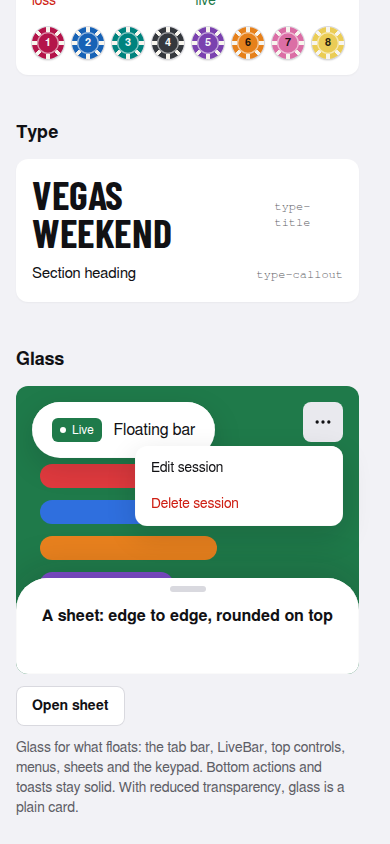 loss live
1 2 3 4 5 6 7 8
Type
VEGAS
WEEKEND
type-
title
Section heading type-callout
Glass
Live Floating bar
Edit session
Delete session
A sheet: edge to edge, rounded on top
Open sheet
Glass for what floats: the tab bar, LiveBar, top controls,
menus, sheets and the keypad. Bottom actions and
toasts stay solid. With reduced transparency, glass is a
plain card.